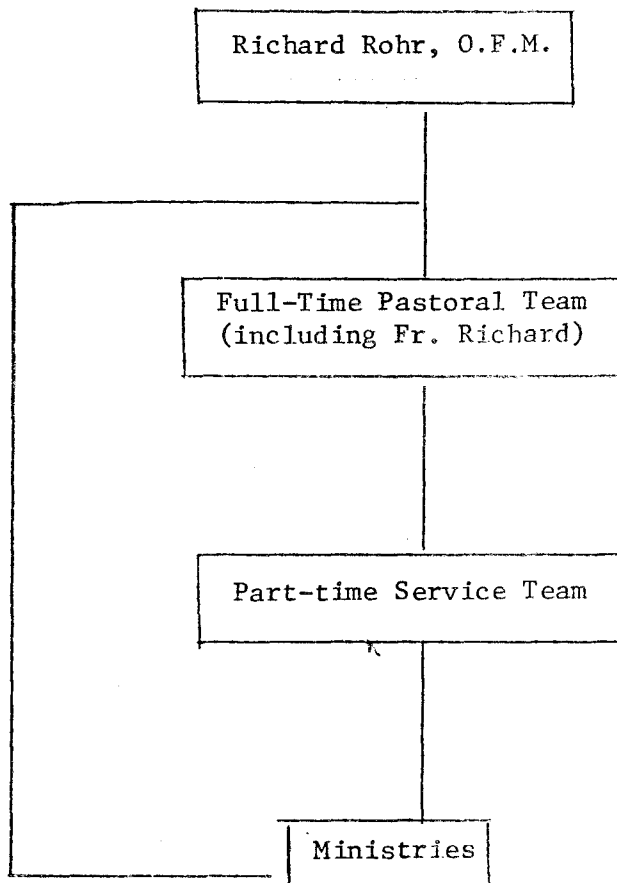 Richard Rohr, O.F.M.
Full-Time Pastoral Team
(including Fr. Richard)
Part-time Service Team
Ministries